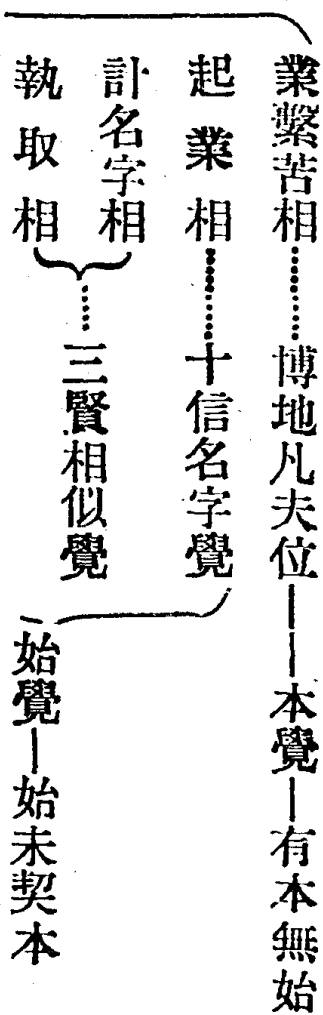 業繫苦相……博地凡夫位——本覺—有本無始
起業相……十信名字覺
計名字相
執取相……三賢相似覺
始覺—始未契本